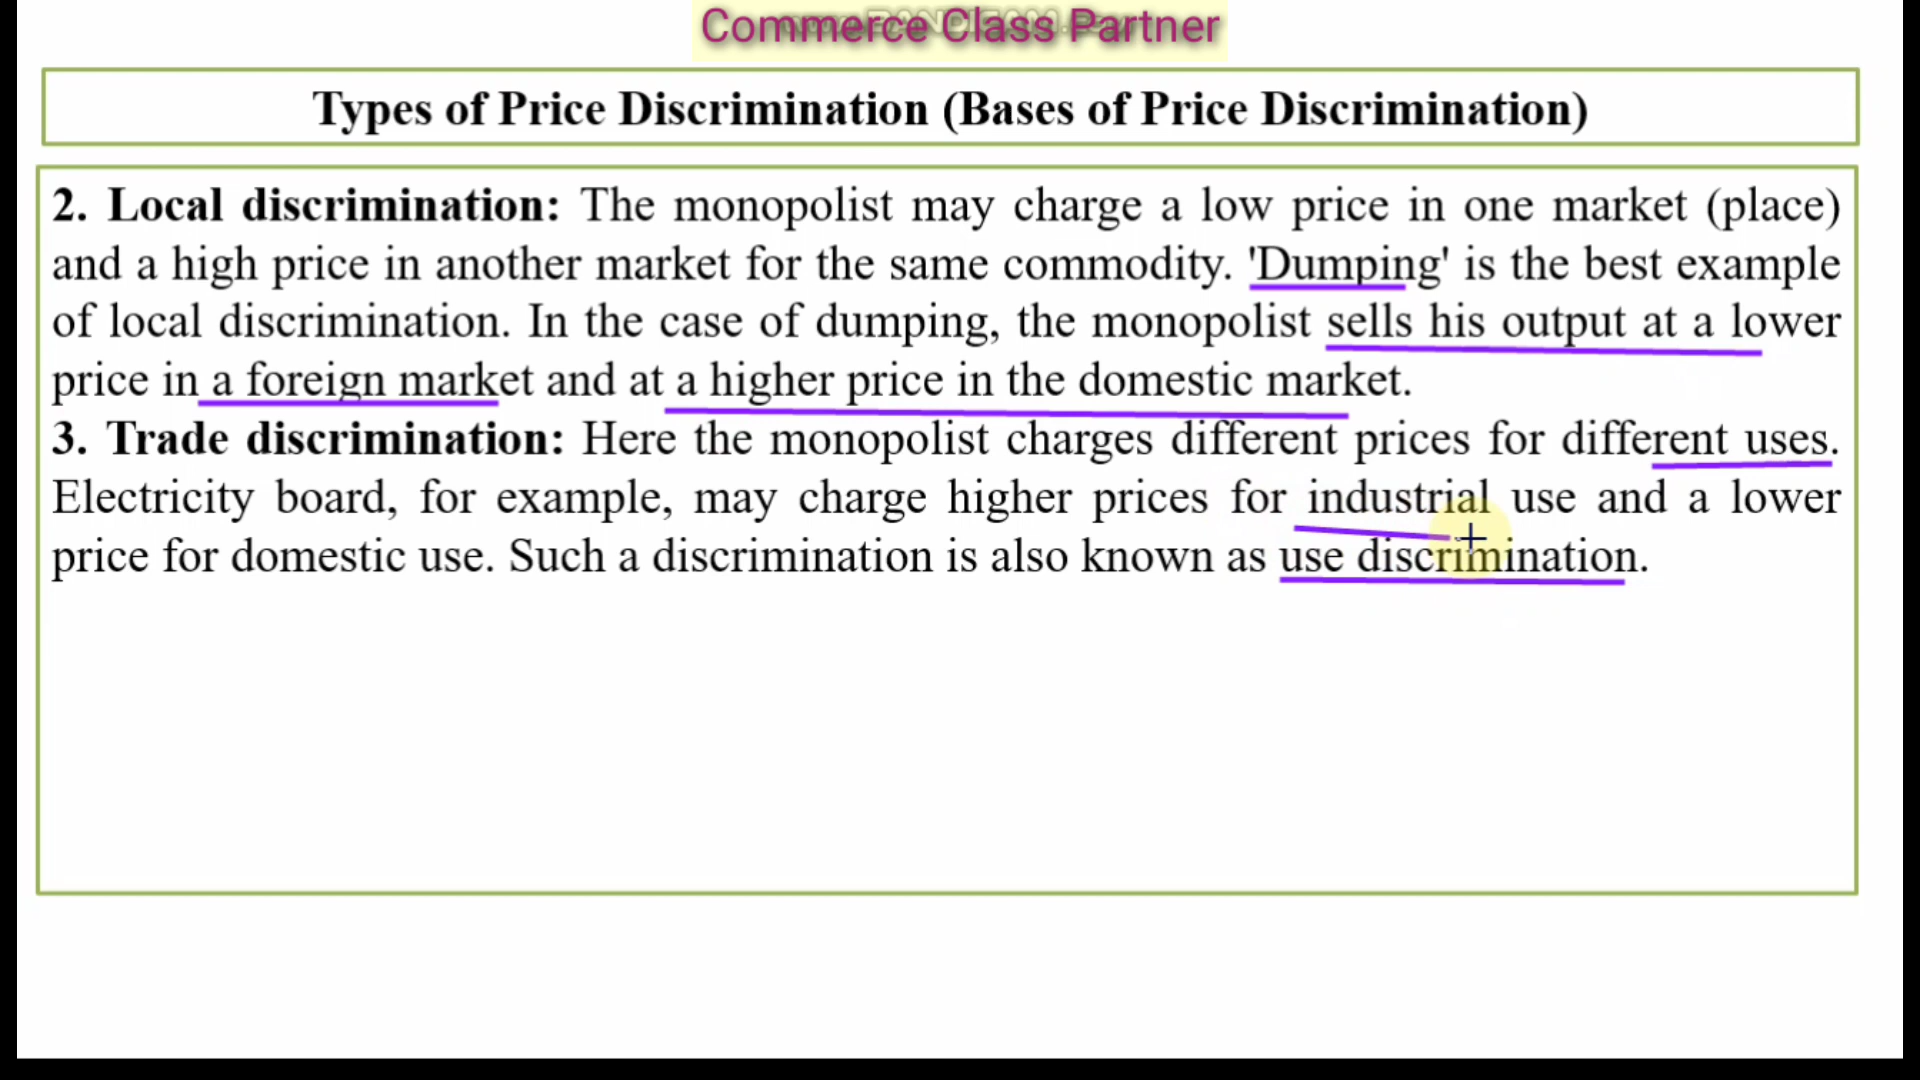 Commerce Class Partner
Types of Price Discrimination (Bases of Price Discrimination)
2. Local discrimination: The monopolist may charge a low price in one market (place)
and a high price in another market for the same commodity. 'Dumping' is the best example
of local discrimination. In the case of dumping, the monopolist sells his output at a lower
price in a foreign market and at a higher price in the domestic market.
3. Trade discrimination: Here the monopolist charges different prices for different uses.
Electricity board, for example, may charge higher prices for industrial use and a lower
price for domestic use. Such a discrimination is also known as use discrimination.